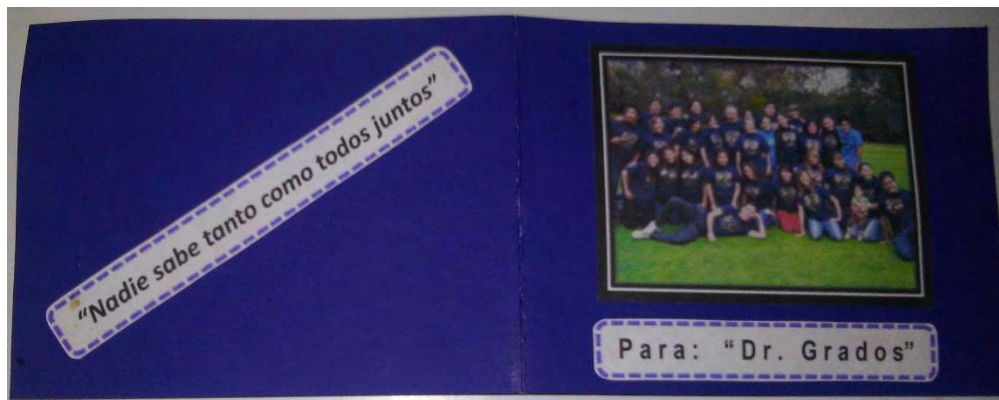 “Nadie sabe tanto como todos juntos”
Para: “Dr. Grados”